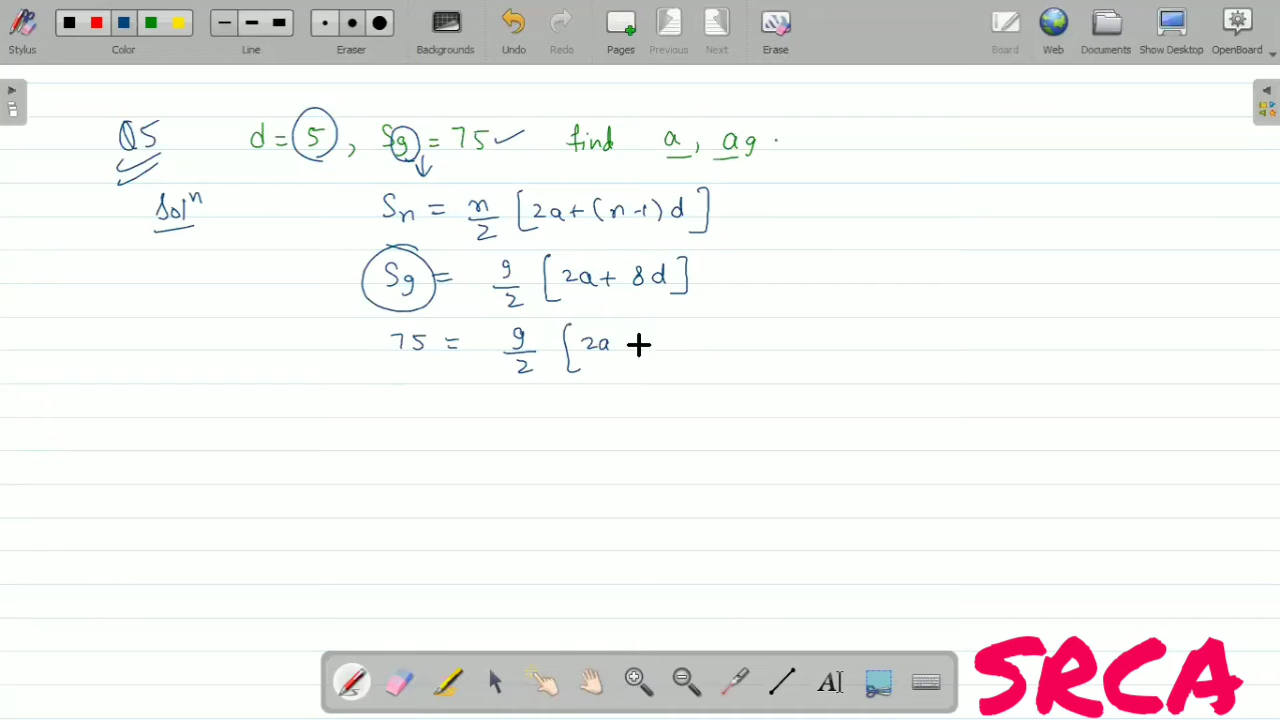 Stylus
Color
Line
Eraser
Backgrounds
Undo
Redo
Pages
Previous
Next
Erase
Board
Web
Documents
Show Desktop
OpenBoard
Q5 d = 5, S9 = 75 find a, a9.
Solⁿ
Sn = n/2 [2a+(n-1)d]
S9 = 9/2 [2a+ 8d]
75 = 9/2 [2a
SRCA